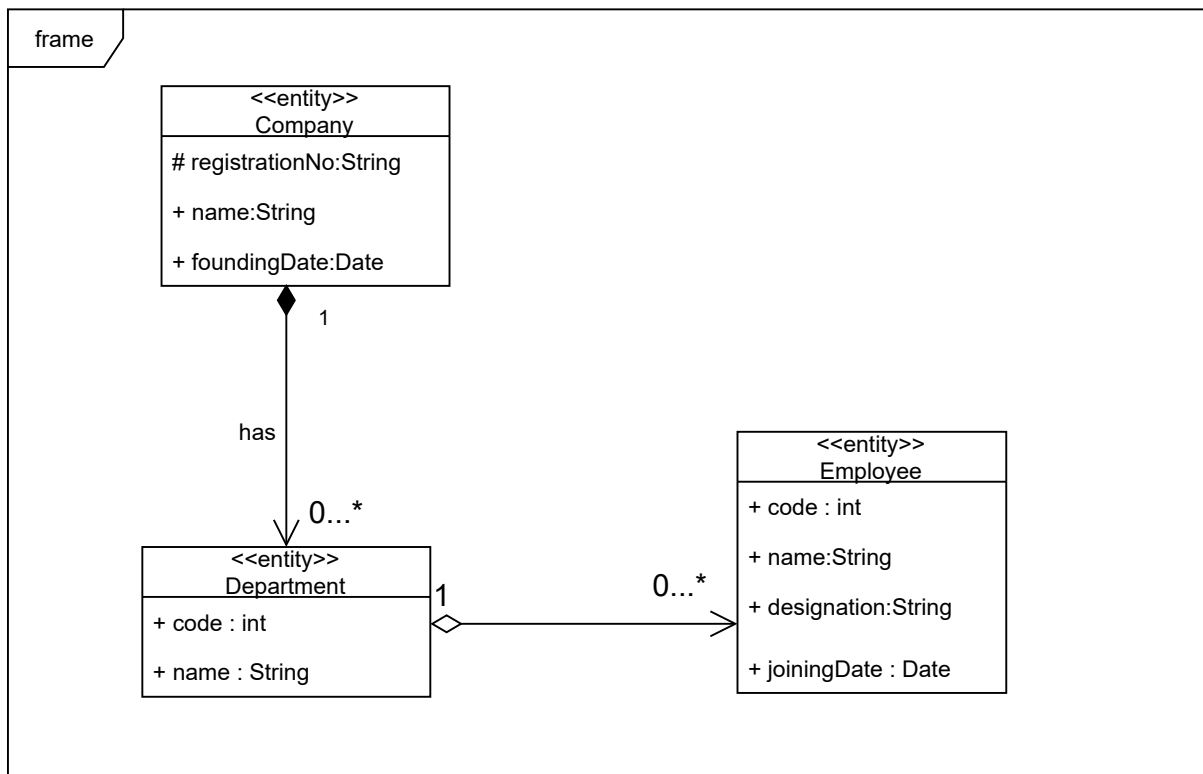 frame
<<entity>>
Company
# registrationNo:String
+ name:String
+ foundingDate:Date
1
has
0...*
<<entity>>
Department
+ code : int
+ name : String
1
0...*
<<entity>>
Employee
+ code : int
+ name:String
+ designation:String
+ joiningDate : Date